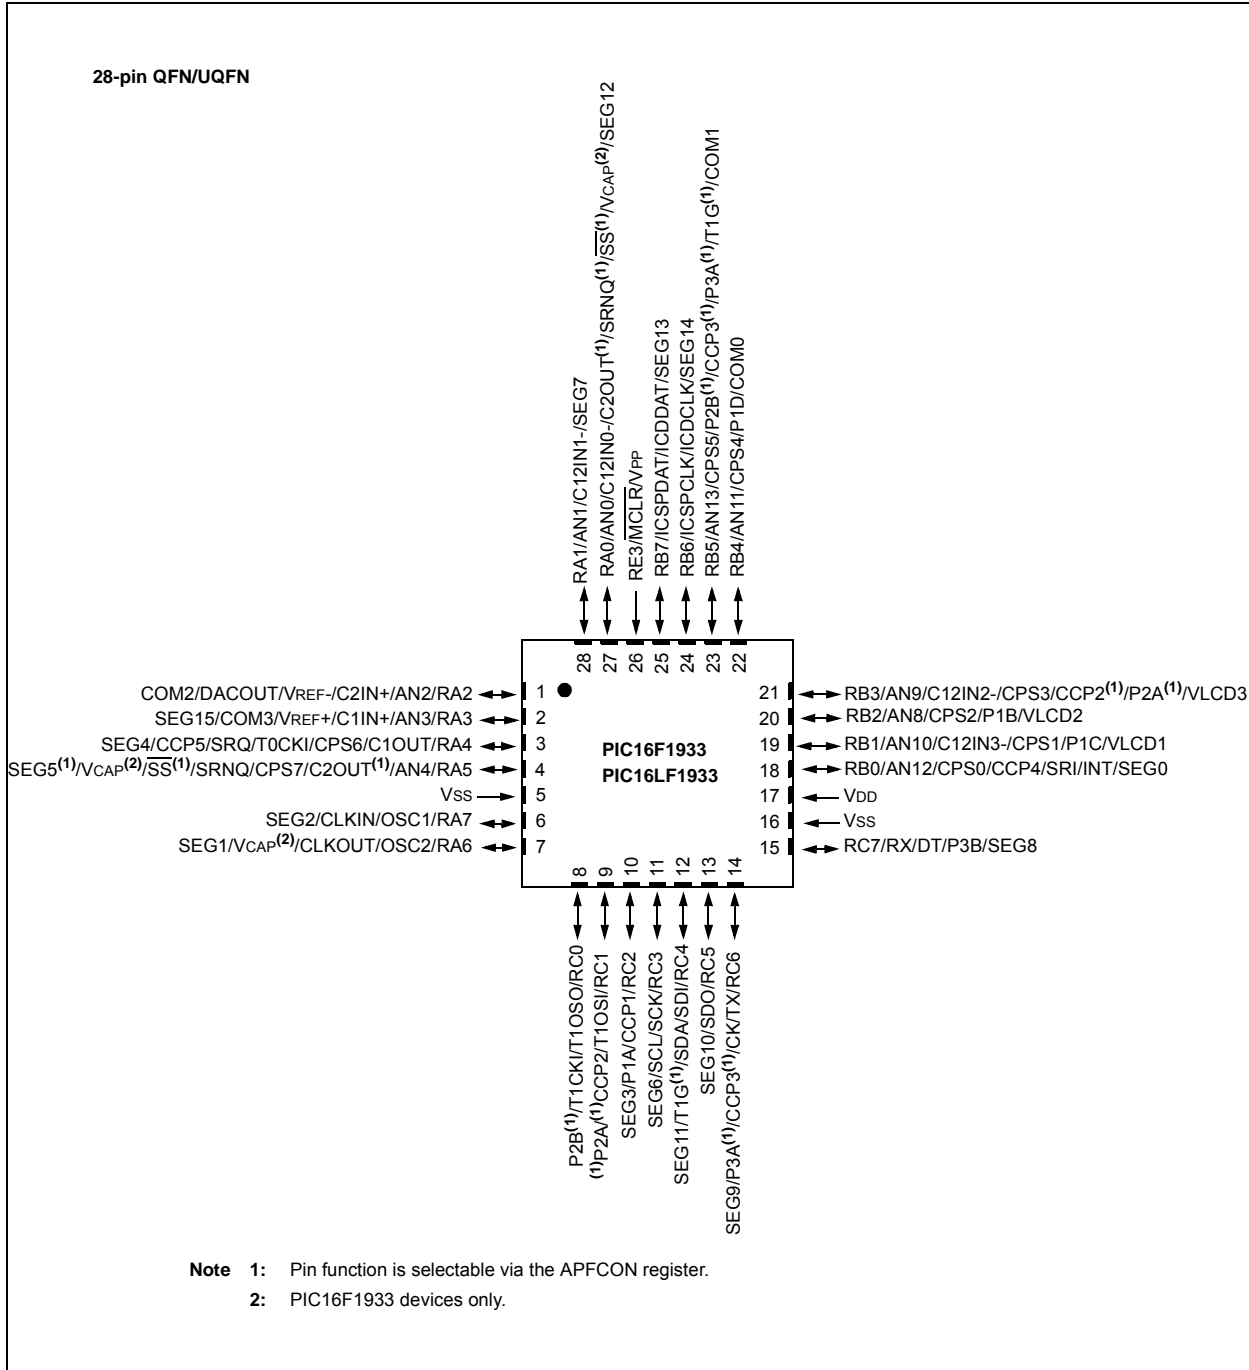 28-pin QFN/UQFN
RA1/AN1/C12IN1-/SEG7
RA0/AN0/C12IN0-/C2OUT(1)/SRNQ(1)/SS(1)/VCAP(2)/SEG12
RE3/MCLR/VPP
RB7/ICSPDAT/ICDDAT/SEG13
RB6/ICSPCLK/ICDCLK/SEG14
RB5/AN13/CPS5/P2B(1)/CCP3(1)/P3A(1)/T1G(1)/COM1
RB4/AN11/CPS4/P1D/COM0
28
27
26
25
24
23
22
COM2/DACOUT/VREF-/C2IN+/AN2/RA2 1
SEG15/COM3/VREF+/C1IN+/AN3/RA3 2
SEG4/CCP5/SRQ/T0CKI/CPS6/C1OUT/RA4 3
SEG5(1)/VCAP(2)/SS(1)/SRNQ/CPS7/C2OUT(1)/AN4/RA5 4
VSS 5
SEG2/CLKIN/OSC1/RA7 6
SEG1/VCAP(2)/CLKOUT/OSC2/RA6 7
PIC16F1933
PIC16LF1933
21 RB3/AN9/C12IN2-/CPS3/CCP2(1)/P2A(1)/VLCD3
20 RB2/AN8/CPS2/P1B/VLCD2
19 RB1/AN10/C12IN3-/CPS1/P1C/VLCD1
18 RB0/AN12/CPS0/CCP4/SRI/INT/SEG0
17 VDD
16 VSS
15 RC7/RX/DT/P3B/SEG8
8
9
10
11
12
13
14
P2B(1)/T1CKI/T1OSO/RC0
(1)P2A/(1)CCP2/T1OSI/RC1
SEG3/P1A/CCP1/RC2
SEG6/SCL/SCK/RC3
SEG11/T1G(1)/SDA/SDI/RC4
SEG10/SDO/RC5
SEG9/P3A(1)/CCP3(1)/CK/TX/RC6
Note 1: Pin function is selectable via the APFCON register.
2: PIC16F1933 devices only.